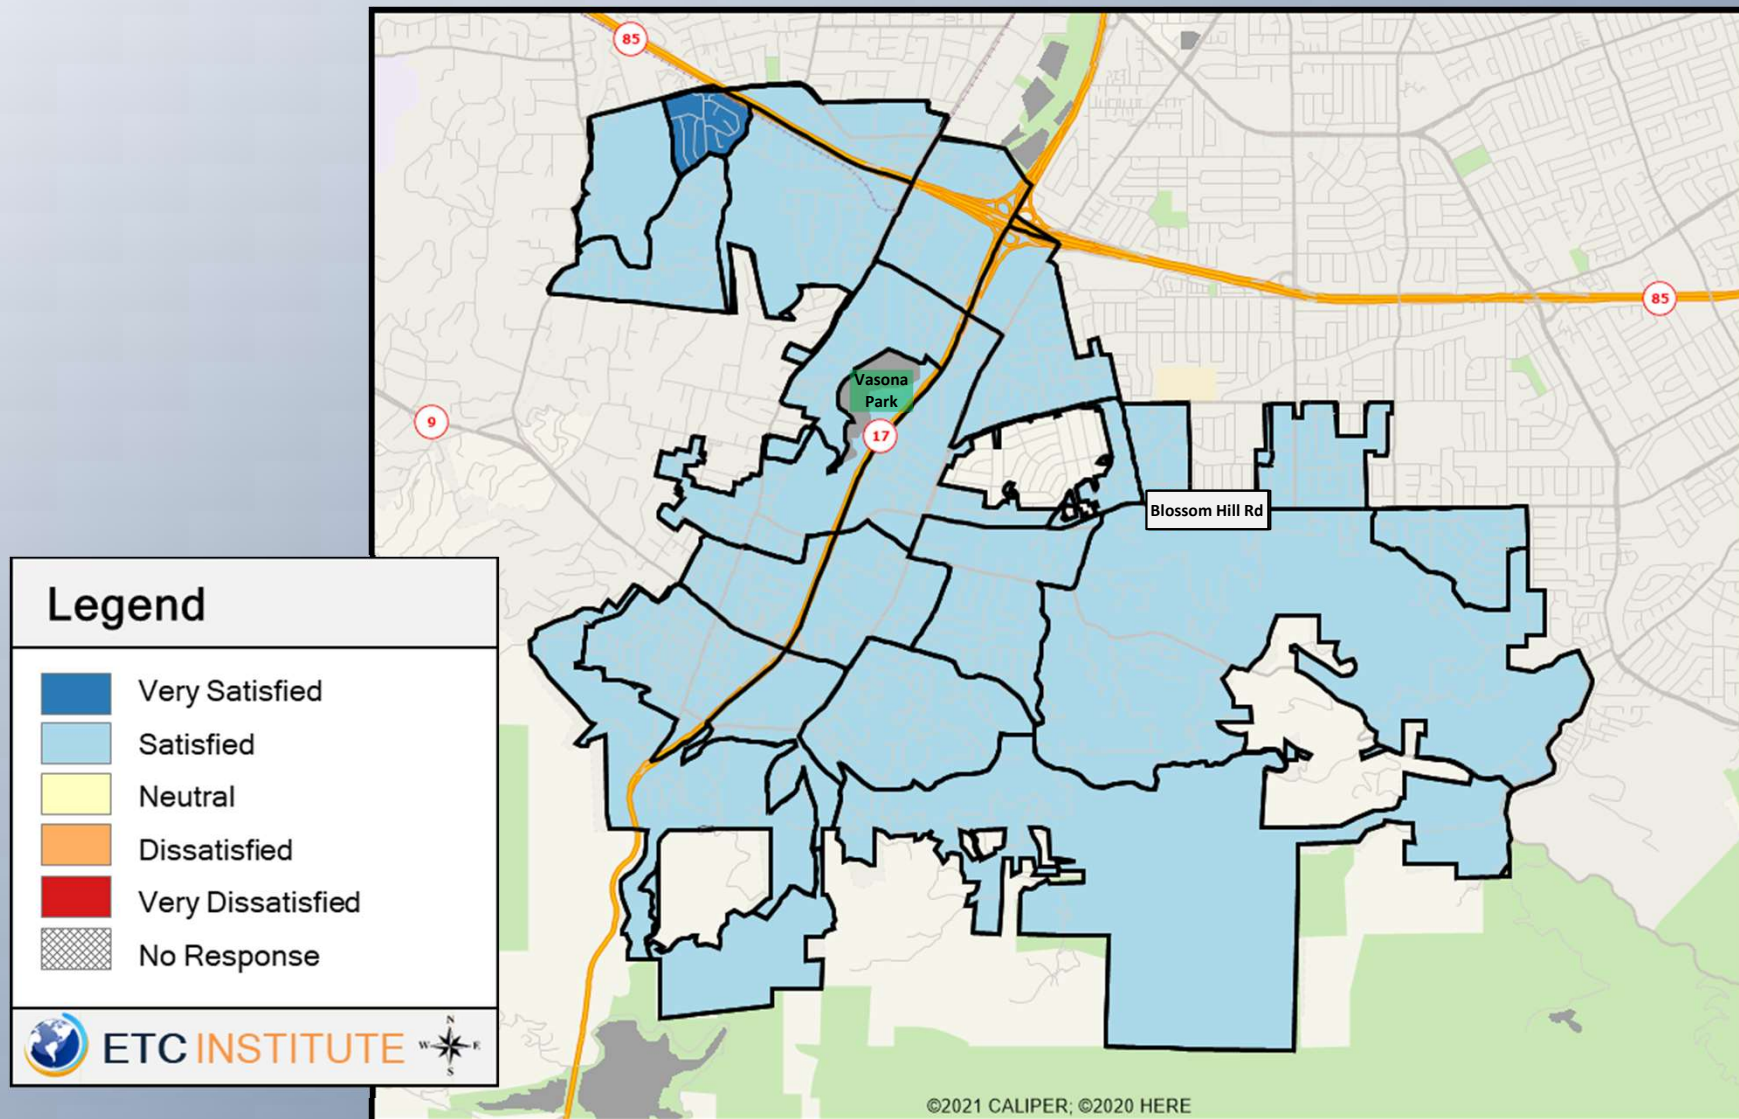 85
85
9
Vasona
Park
17
Blossom Hill Rd
Legend
Very Satisfied
Satisfied
Neutral
Dissatisfied
Very Dissatisfied
No Response
ETC INSTITUTE
N
W E
S
©2021 CALIPER; ©2020 HERE